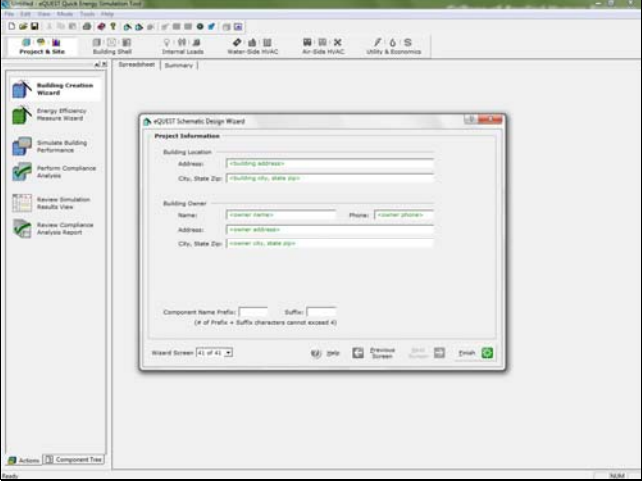 Untitled - eQUEST Quick Energy Simulation Tool
File Edit View Mode Tools Help
Project & Site
Building Shell
Internal Loads
Water-Side HVAC
Air-Side HVAC
Utility & Economics
Spreadsheet Summary
Building Creation
Wizard
Energy Efficiency
Measure Wizard
Simulate Building
Performance
Perform Compliance
Analysis
Review Simulation
Results View
Review Compliance
Analysis Report
eQUEST Schematic Design Wizard
Project Information
Building Location
Address: <building address>
City, State Zip: <building city, state zip>
Building Owner
Name: <owner name> Phone: <owner phone>
Address: <owner address>
City, State Zip: <owner city, state zip>
Component Name Prefix: Suffix:
(# of Prefix + Suffix characters cannot exceed 4)
Wizard Screen 41 of 41 Help Previous Screen Next Screen Finish
Actions Component Tree
Ready NUM